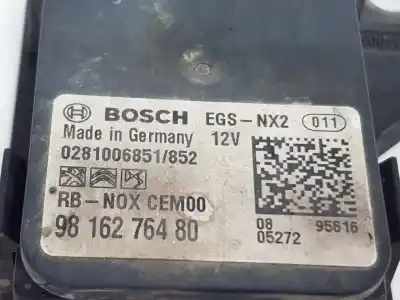 BOSCH EGS-NX2 011
Made in Germany 12V
0281006851/852
RB-NOX CEM00
98 162 764 80
08 95616
05272